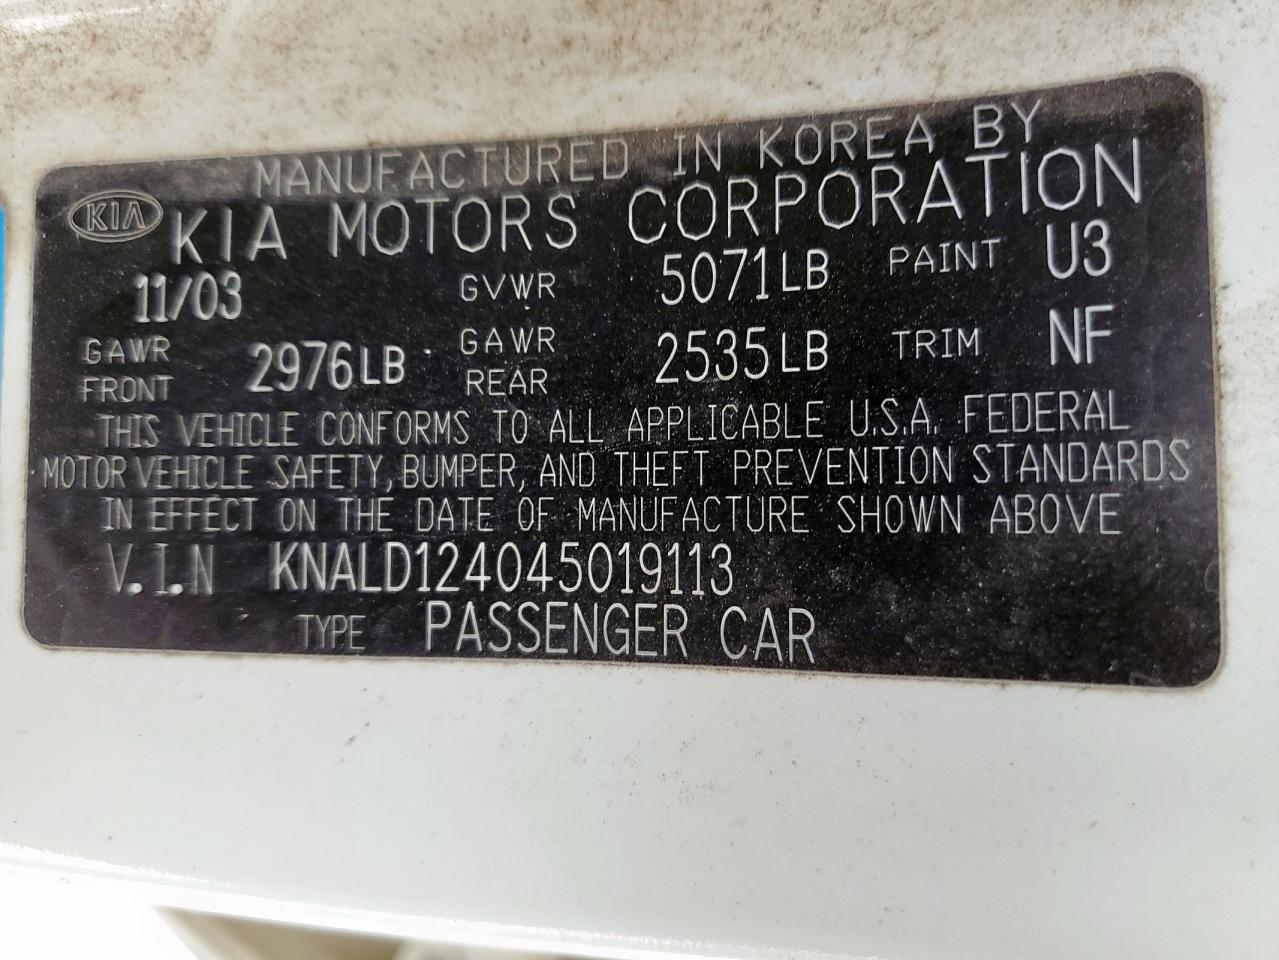 MANUFACTURED IN KOREA BY
KIA KIA MOTORS CORPORATION
11/03 GVWR 5071LB PAINT U3
GAWR FRONT 2976LB GAWR REAR 2535LB TRIM NF
THIS VEHICLE CONFORMS TO ALL APPLICABLE U.S.A. FEDERAL
MOTOR VEHICLE SAFETY, BUMPER, AND THEFT PREVENTION STANDARDS
IN EFFECT ON THE DATE OF MANUFACTURE SHOWN ABOVE
V.I.N KNALD124045019113
TYPE PASSENGER CAR